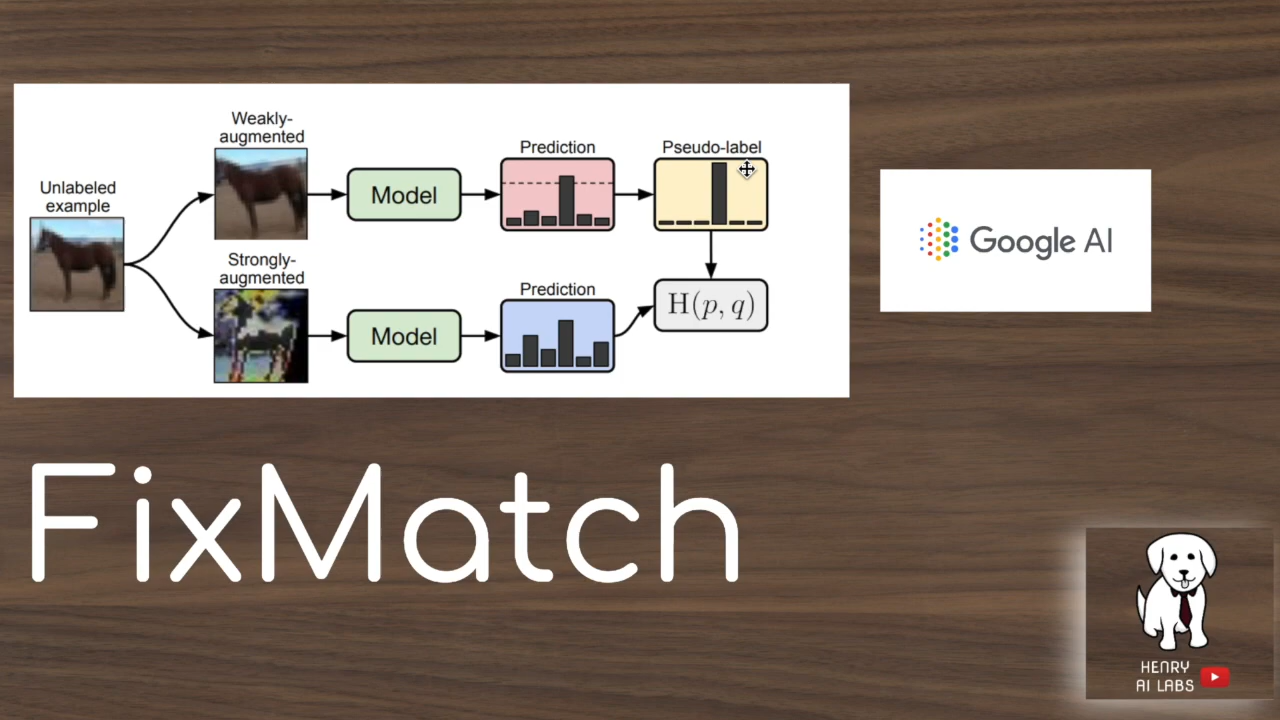 Unlabeled
example
Weakly-
augmented
Model
Prediction
Pseudo-label
Strongly-
augmented
Model
Prediction
H(p, q)
Google AI
FixMatch
HENRY
AI LABS